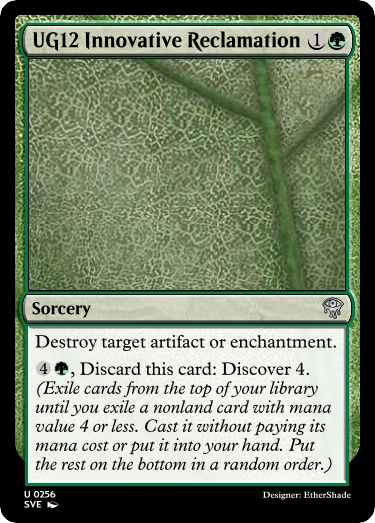 UG12 Innovative Reclamation 1
Sorcery
Destroy target artifact or enchantment.
4 , Discard this card: Discover 4.
(Exile cards from the top of your library
until you exile a nonland card with mana
value 4 or less. Cast it without paying its
mana cost or put it into your hand. Put
the rest on the bottom in a random order.)
U 0256
SVE
Designer: EtherShade